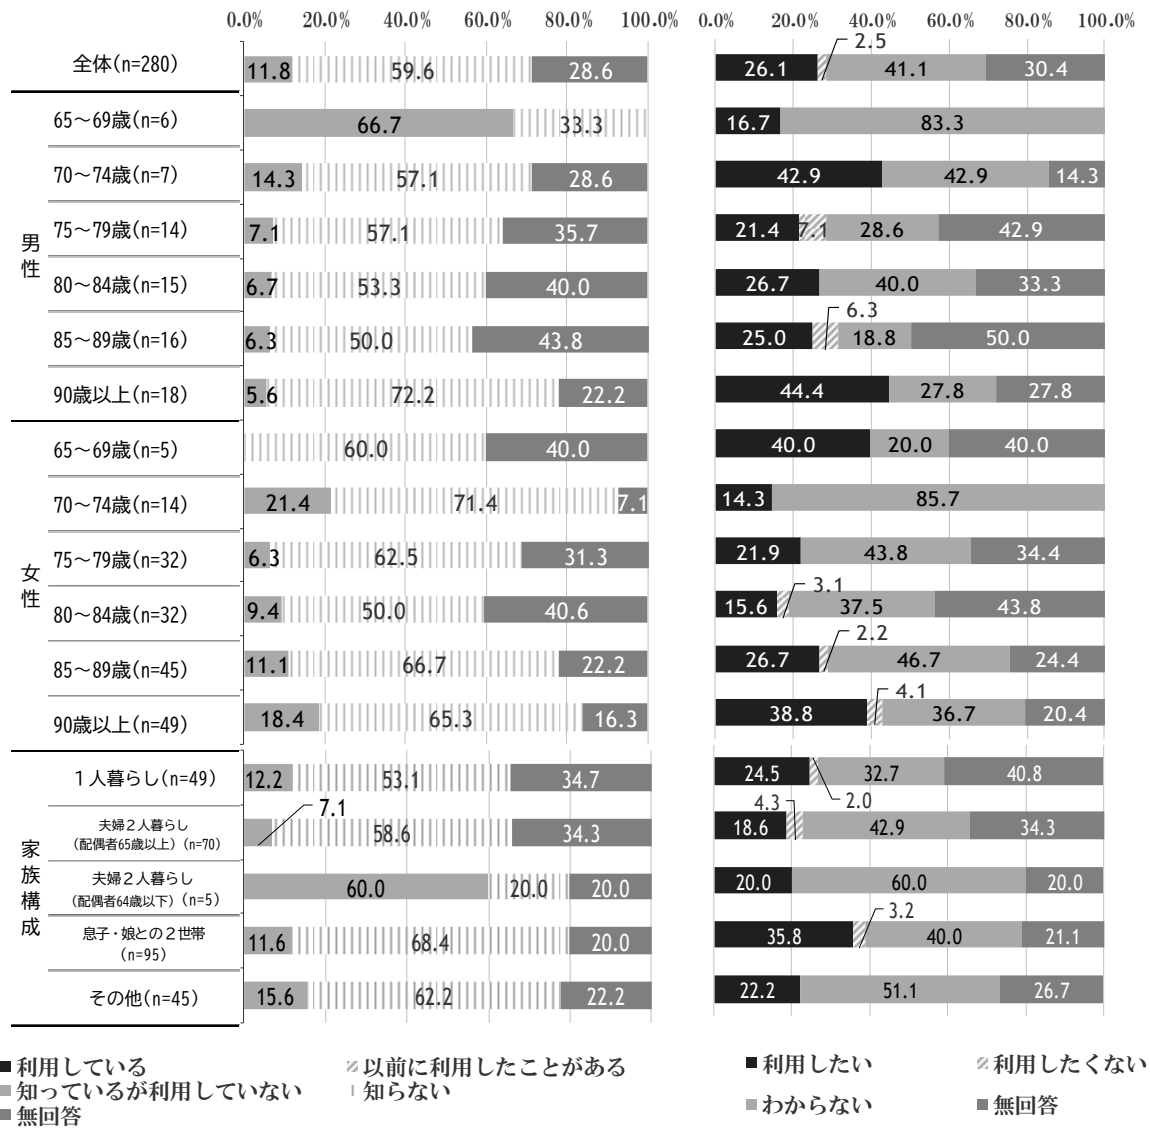 0.0% 20.0% 40.0% 60.0% 80.0% 100.0% 0.0% 20.0% 40.0% 60.0% 80.0% 100.0%
全体(n=280) 11.8 59.6 28.6 26.1 2.5 41.1 30.4
男性
65～69歳(n=6) 66.7 33.3 16.7 83.3
70～74歳(n=7) 14.3 57.1 28.6 42.9 42.9 14.3
75～79歳(n=14) 7.1 57.1 35.7 21.4 7.1 28.6 42.9
80～84歳(n=15) 6.7 53.3 40.0 26.7 40.0 33.3
85～89歳(n=16) 6.3 50.0 43.8 25.0 6.3 18.8 50.0
90歳以上(n=18) 5.6 72.2 22.2 44.4 27.8 27.8
女性
65～69歳(n=5) 60.0 40.0 40.0 20.0 40.0
70～74歳(n=14) 21.4 71.4 7.1 14.3 85.7
75～79歳(n=32) 6.3 62.5 31.3 21.9 43.8 34.4
80～84歳(n=32) 9.4 50.0 40.6 15.6 3.1 37.5 43.8
85～89歳(n=45) 11.1 66.7 22.2 26.7 2.2 46.7 24.4
90歳以上(n=49) 18.4 65.3 16.3 38.8 4.1 36.7 20.4
家族構成
１人暮らし(n=49) 12.2 53.1 34.7 24.5 2.0 32.7 40.8
夫婦２人暮らし
(配偶者65歳以上)(n=70) 7.1 58.6 34.3 18.6 4.3 42.9 34.3
夫婦２人暮らし
(配偶者64歳以下)(n=5) 60.0 20.0 20.0 20.0 60.0 20.0
息子・娘との２世帯
(n=95) 11.6 68.4 20.0 35.8 3.2 40.0 21.1
その他(n=45) 15.6 62.2 22.2 22.2 51.1 26.7
利用している 以前に利用したことがある
知っているが利用していない 知らない
無回答
利用したい 利用したくない
わからない 無回答